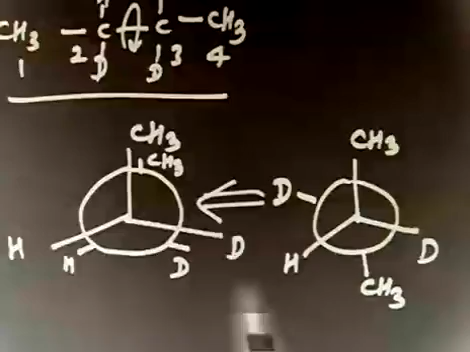 CH3 - C C - CH3
1 2 D D 3 4
CH3 CH3
CH3 D
H H D D H D
CH3